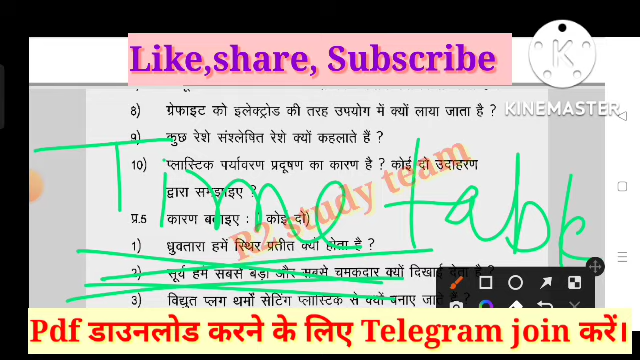 Like,share, Subscribe
KINEMASTER
8) ग्रेफाइट को इलेक्ट्रोड की तरह उपयोग में क्यों लाया जाता है ?
9) कुछ रेशे संश्लेषित रेशे क्यों कहलाते हैं ?
10) प्लास्टिक पर्यावरण प्रदूषण का कारण है ? कोई दो उदाहरण
द्वारा समझाइए ?
Time table
R2 study team
प्र.5 कारण बताइए: (कोई दो)
1) ध्रुवतारा हमें स्थिर प्रतीत क्यों होता है ?
2) सूर्य हमें सबसे बड़ा और सबसे चमकदार क्यों दिखाई देता है ?
3) विद्युत प्लग थर्मो सेटिंग प्लास्टिक से क्यों बनाए जाते हैं ?
Pdf डाउनलोड करने के लिए Telegram join करें।